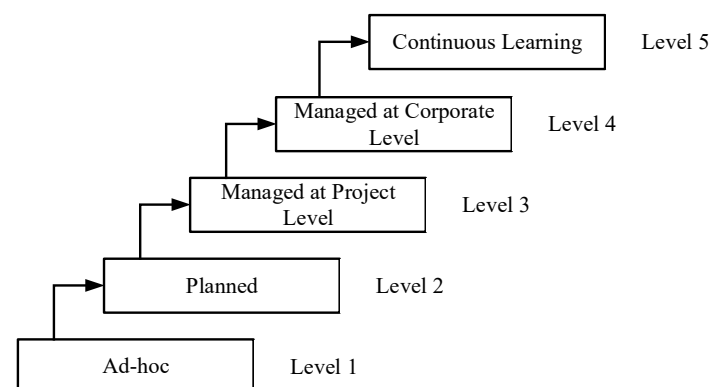 Continuous Learning Level 5
Managed at Corporate
Level
Level 4
Managed at Project
Level
Level 3
Planned Level 2
Ad-hoc Level 1